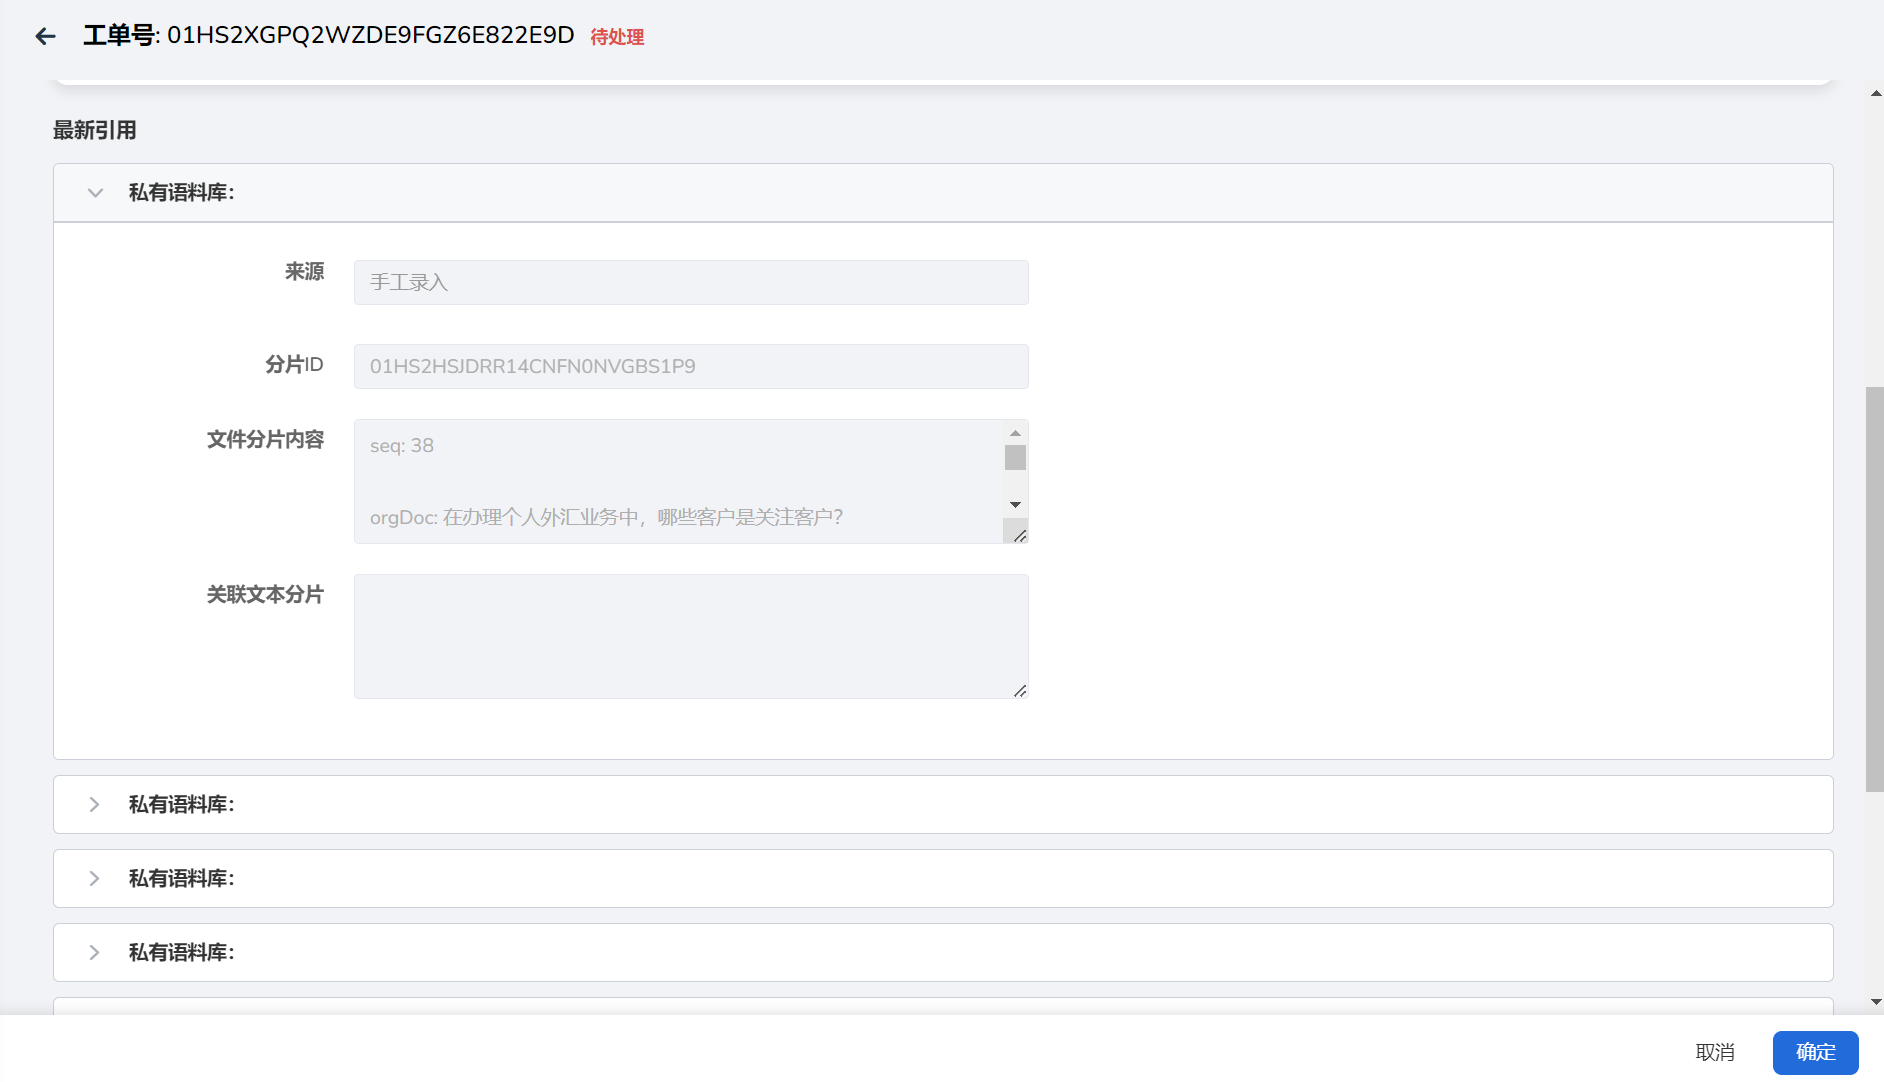 工单号: 01HS2XGPQ2WZDE9FGZ6E822E9D 待处理
最新引用
私有语料库：
来源
手工录入
分片ID
01HS2HSJDRR14CNFN0NVGBS1P9
文件分片内容
seq: 38
orgDoc: 在办理个人外汇业务中，哪些客户是关注客户？
关联文本分片
私有语料库：
私有语料库：
私有语料库：
取消
确定